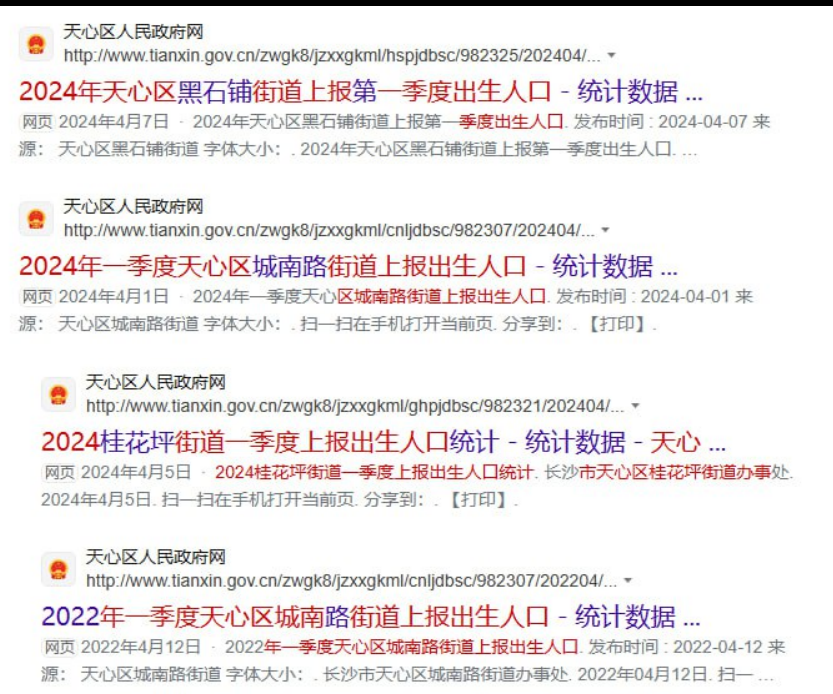 天心区人民政府网
http://www.tianxin.gov.cn/zwgk8/jzxxgkml/hspjdbsc/982325/202404/...
2024年天心区黑石铺街道上报第一季度出生人口 - 统计数据 ...
网页 2024年4月7日 · 2024年天心区黑石铺街道上报第一季度出生人口. 发布时间 : 2024-04-07 来
源： 天心区黑石铺街道 字体大小：. 2024年天心区黑石铺街道上报第一季度出生人口. ...
天心区人民政府网
http://www.tianxin.gov.cn/zwgk8/jzxxgkml/cnljdbsc/982307/202404/...
2024年一季度天心区城南路街道上报出生人口 - 统计数据 ...
网页 2024年4月1日 · 2024年一季度天心区城南路街道上报出生人口. 发布时间 : 2024-04-01 来
源： 天心区城南路街道 字体大小：. 扫一扫在手机打开当前页. 分享到：. 【打印】.
天心区人民政府网
http://www.tianxin.gov.cn/zwgk8/jzxxgkml/ghpjdbsc/982321/202404/...
2024桂花坪街道一季度上报出生人口统计 - 统计数据 - 天心 ...
网页 2024年4月5日 · 2024桂花坪街道一季度上报出生人口统计. 长沙市天心区桂花坪街道办事处.
2024年4月5日. 扫一扫在手机打开当前页. 分享到：. 【打印】.
天心区人民政府网
http://www.tianxin.gov.cn/zwgk8/jzxxgkml/cnljdbsc/982307/202204/...
2022年一季度天心区城南路街道上报出生人口 - 统计数据 ...
网页 2022年4月12日 · 2022年一季度天心区城南路街道上报出生人口. 发布时间 : 2022-04-12 来
源： 天心区城南路街道 字体大小：. 长沙市天心区城南路街道办事处. 2022年04月12日. 扫一 ...